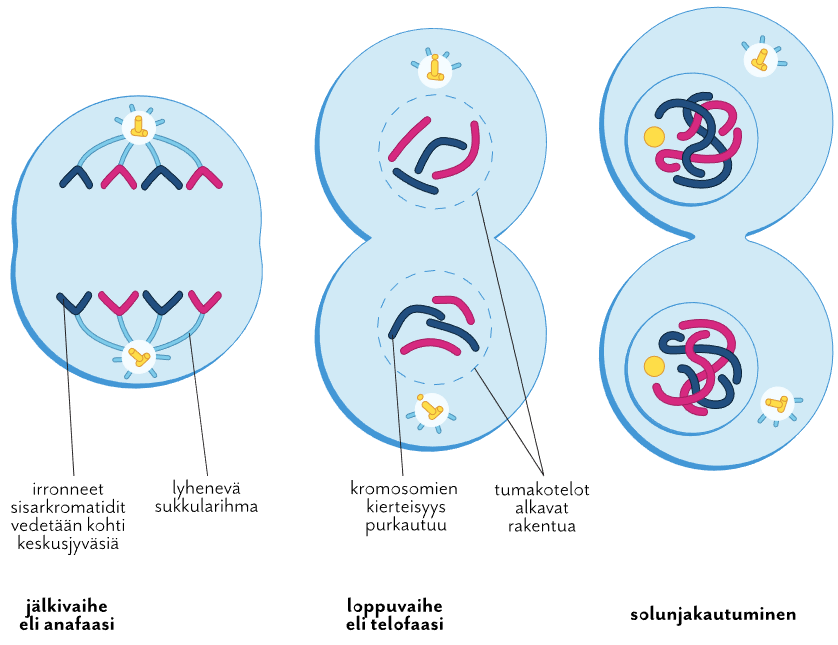 irronneet
sisarkromatidit
vedetään kohti
keskusjyväsiä
lyhenevä
sukkularihma
kromosomien
kierteisyys
purkautuu
tumakotelot
alkavat
rakentua
jälkivaihe
eli anafaasi
loppuvaihe
eli telofaasi
solunjakautuminen